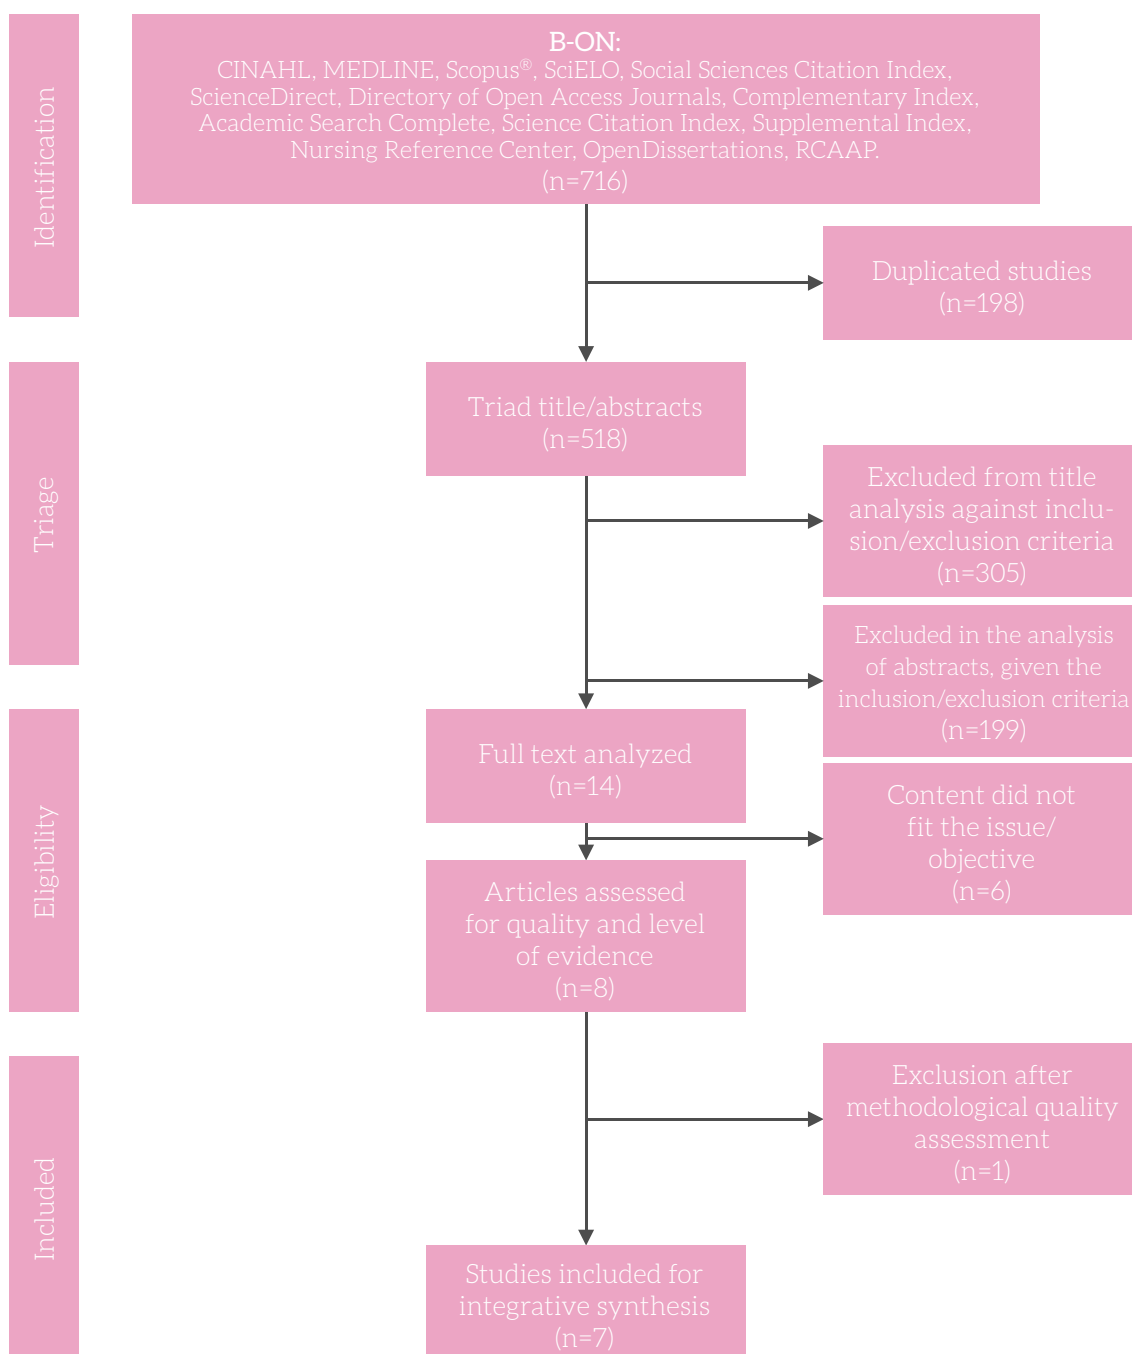 Identification
B-ON:
CINAHL, MEDLINE, Scopus®, SciELO, Social Sciences Citation Index,
ScienceDirect, Directory of Open Access Journals, Complementary Index,
Academic Search Complete, Science Citation Index, Supplemental Index,
Nursing Reference Center, OpenDissertations, RCAAP.
(n=716)
Duplicated studies
(n=198)
Triage
Triad title/abstracts
(n=518)
Excluded from title
analysis against inclu-
sion/exclusion criteria
(n=305)
Excluded in the analysis
of abstracts, given the
inclusion/exclusion criteria
(n=199)
Eligibility
Full text analyzed
(n=14)
Content did not
fit the issue/
objective
(n=6)
Articles assessed
for quality and level
of evidence
(n=8)
Included
Exclusion after
methodological quality
assessment
(n=1)
Studies included for
integrative synthesis
(n=7)